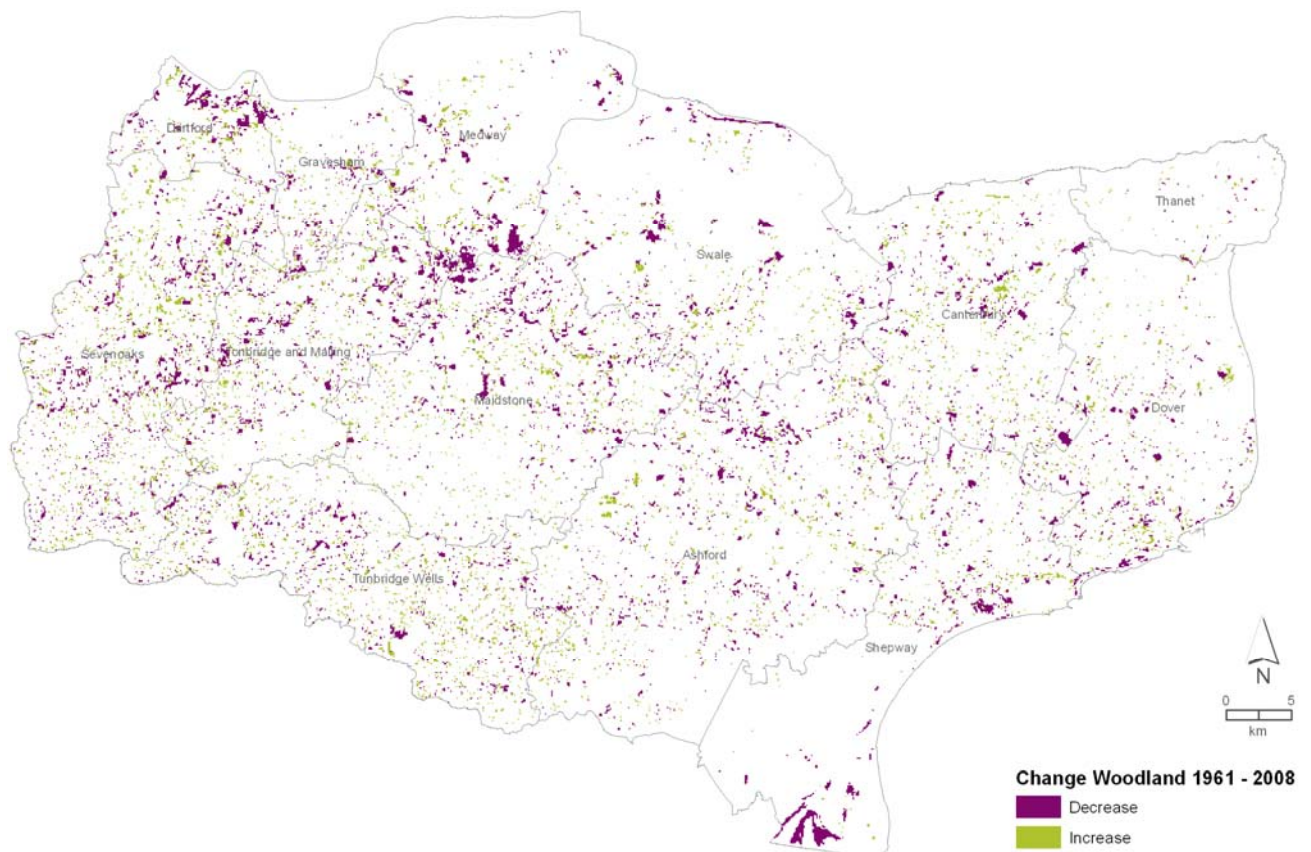 Dartford
Medway
Gravesham
Thanet
Swale
Canterbury
Sevenoaks
Tonbridge and Malling
Maidstone
Dover
Ashford
Tunbridge Wells
Shepway
N
0 5
km
Change Woodland 1961 - 2008
Decrease
Increase